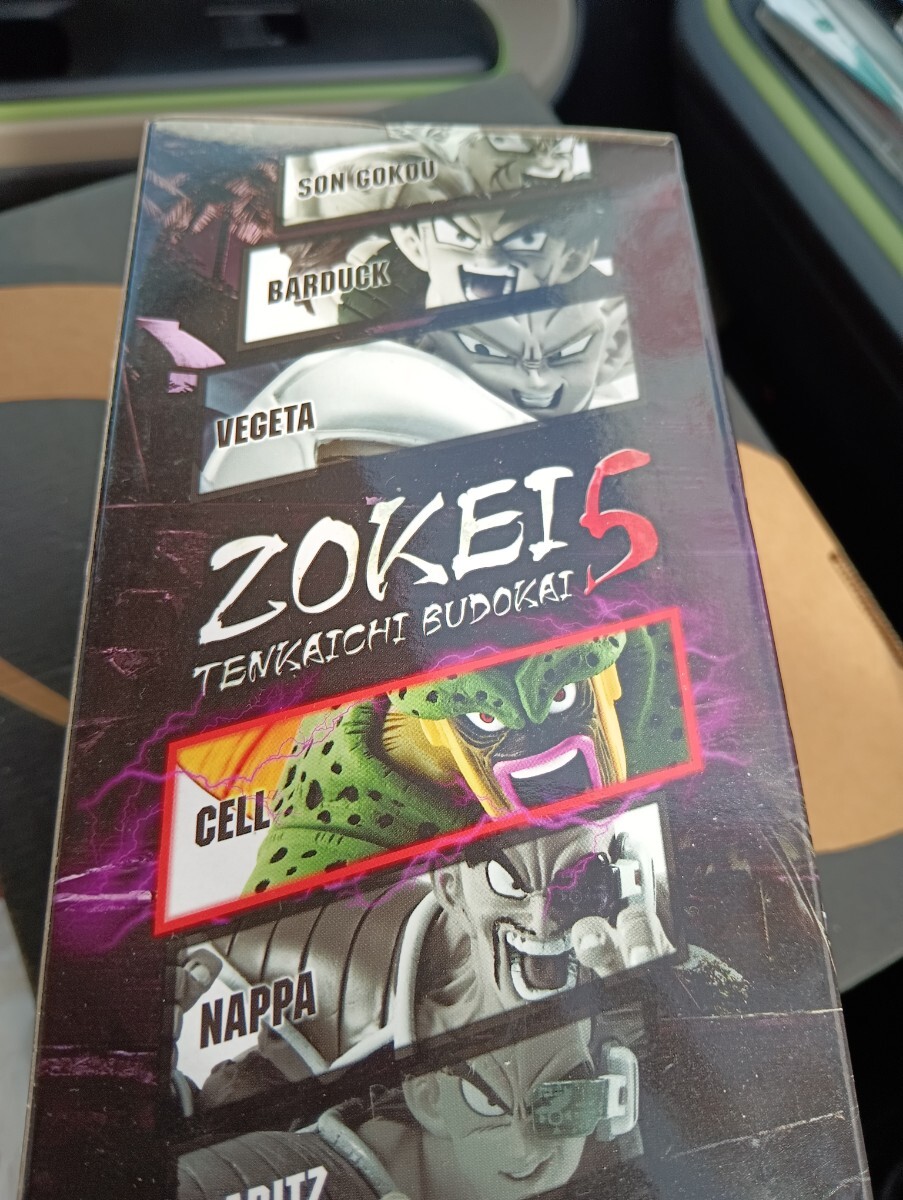 SON GOKOU
BARDUCK
VEGETA
ZOKEI 5
TENKAICHI BUDOKAI
CELL
NAPPA